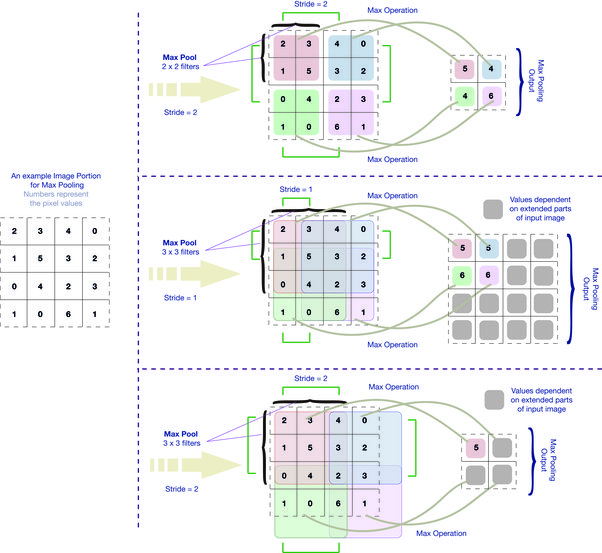 An example Image Portion
for Max Pooling
Numbers represent
the pixel values
2 3 4 0
1 5 3 2
0 4 2 3
1 0 6 1
Stride = 2
Max Operation
Max Pool
2 x 2 filters
Stride = 2
2 3 4 0
1 5 3 2
0 4 2 3
1 0 6 1
5 4
4 6
Max Pooling
Output
Max Operation
Stride = 1
Max Operation
Values dependent
on extended parts
of input image
Max Pool
3 x 3 filters
Stride = 1
2 3 4 0
1 5 3 2
0 4 2 3
1 0 6 1
5 5
6 6
Max Pooling
Output
Max Operation
Stride = 2
Max Operation
Values dependent
on extended parts
of input image
Max Pool
3 x 3 filters
Stride = 2
2 3 4 0
1 5 3 2
0 4 2 3
1 0 6 1
5
Max Pooling
Output
Max Operation